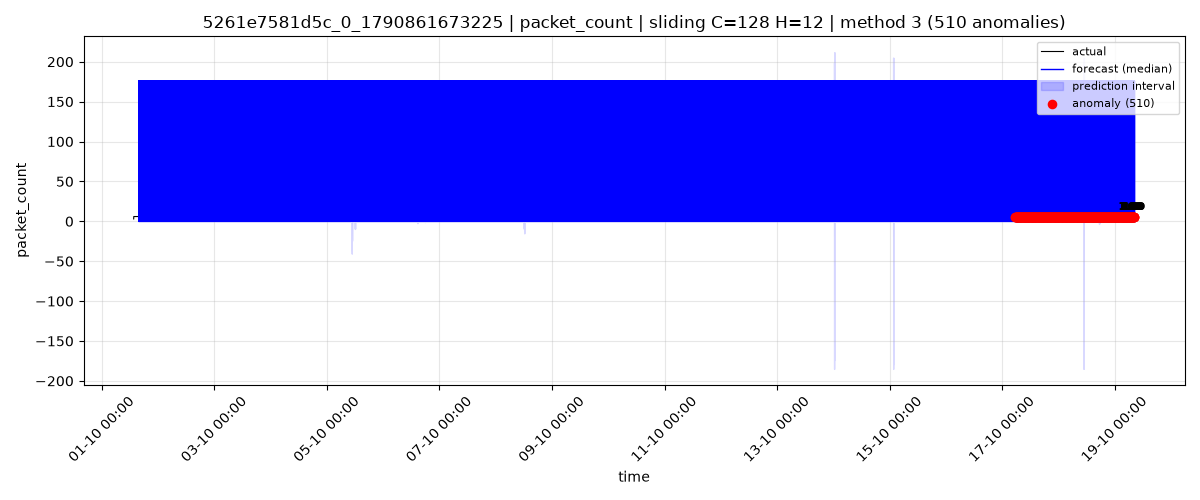 5261e7581d5c_0_1790861673225 | packet_count | sliding C=128 H=12 | method 3 (510 anomalies)
actual
forecast (median)
prediction interval
anomaly (510)
packet_count
200
150
100
50
0
−50
−100
−150
−200
01-10 00:00
03-10 00:00
05-10 00:00
07-10 00:00
09-10 00:00
11-10 00:00
13-10 00:00
15-10 00:00
17-10 00:00
19-10 00:00
time